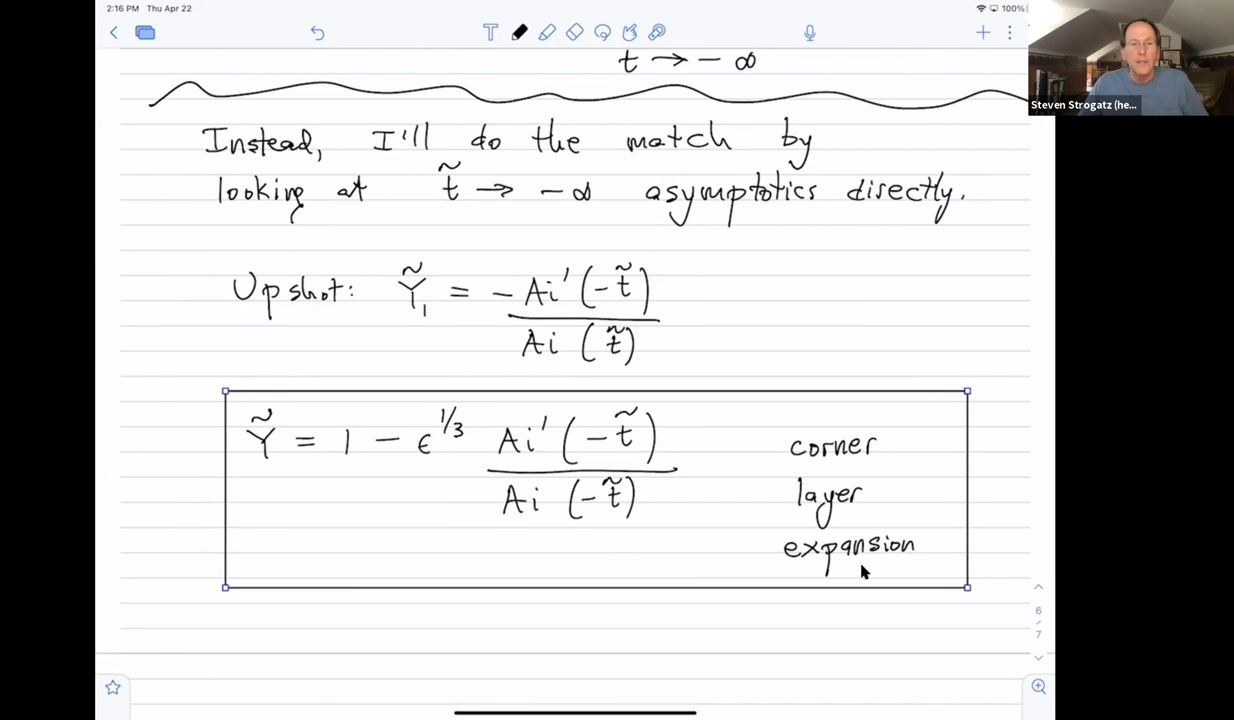 2:16 PM Thu Apr 22
100%
t → - ∞
Instead, I'll do the match by
looking at t̃ → - ∞ asymptotics directly.
Upshot: Ỹ₁ = - Ai' (-t̃) / Ai (t̃)
Ỹ = 1 - ϵ^1/3 Ai' (-t̃) / Ai (-t̃)
corner
layer
expansion
6
/
7
Steven Strogatz (he...
T